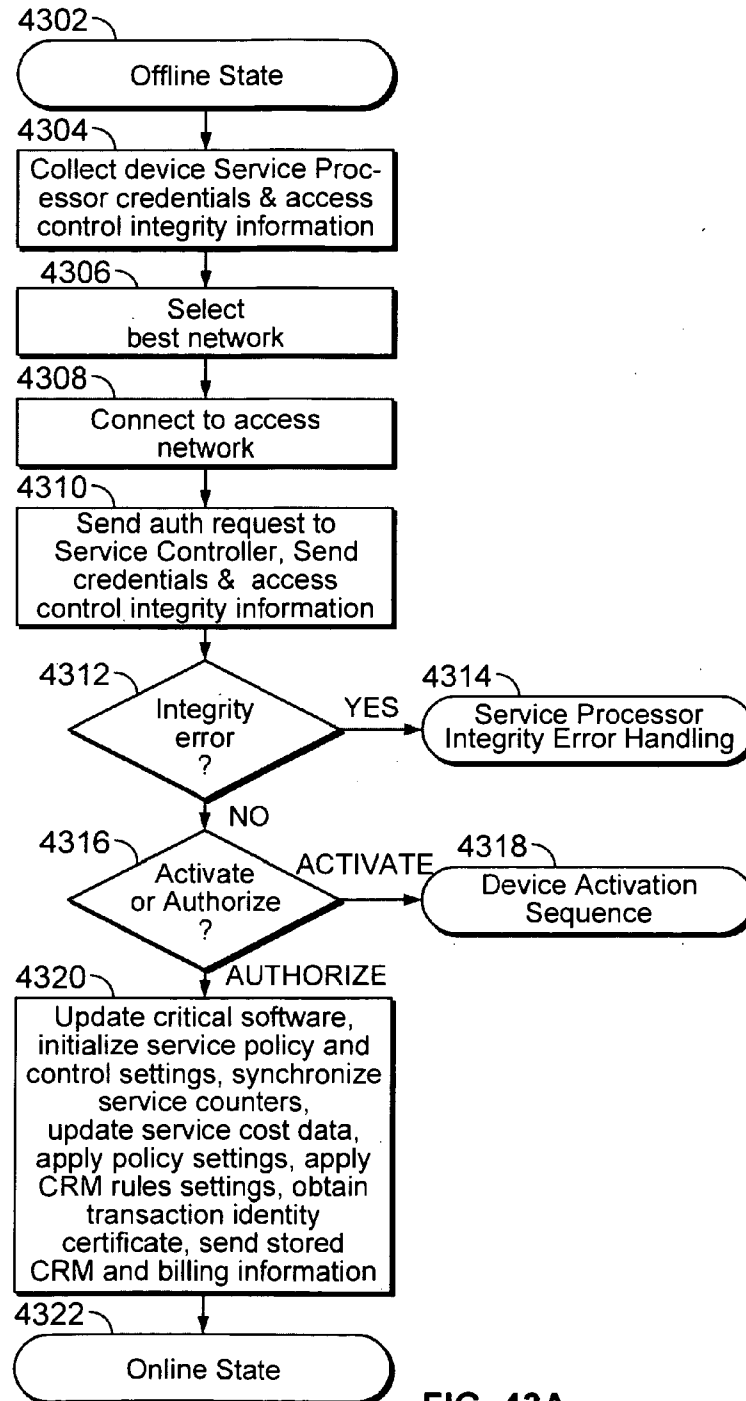 4302
Offline State
4304
Collect device Service Proc-
essor credentials & access
control integrity information
4306
Select
best network
4308
Connect to access
network
4310
Send auth request to
Service Controller, Send
credentials & access
control integrity information
4312
Integrity
error
?
YES
4314
Service Processor
Integrity Error Handling
NO
4316
Activate
or Authorize
?
ACTIVATE
4318
Device Activation
Sequence
AUTHORIZE
4320
Update critical software,
initialize service policy and
control settings, synchronize
service counters,
update service cost data,
apply policy settings, apply
CRM rules settings, obtain
transaction identity
certificate, send stored
CRM and billing information
4322
Online State
FIG. 43A